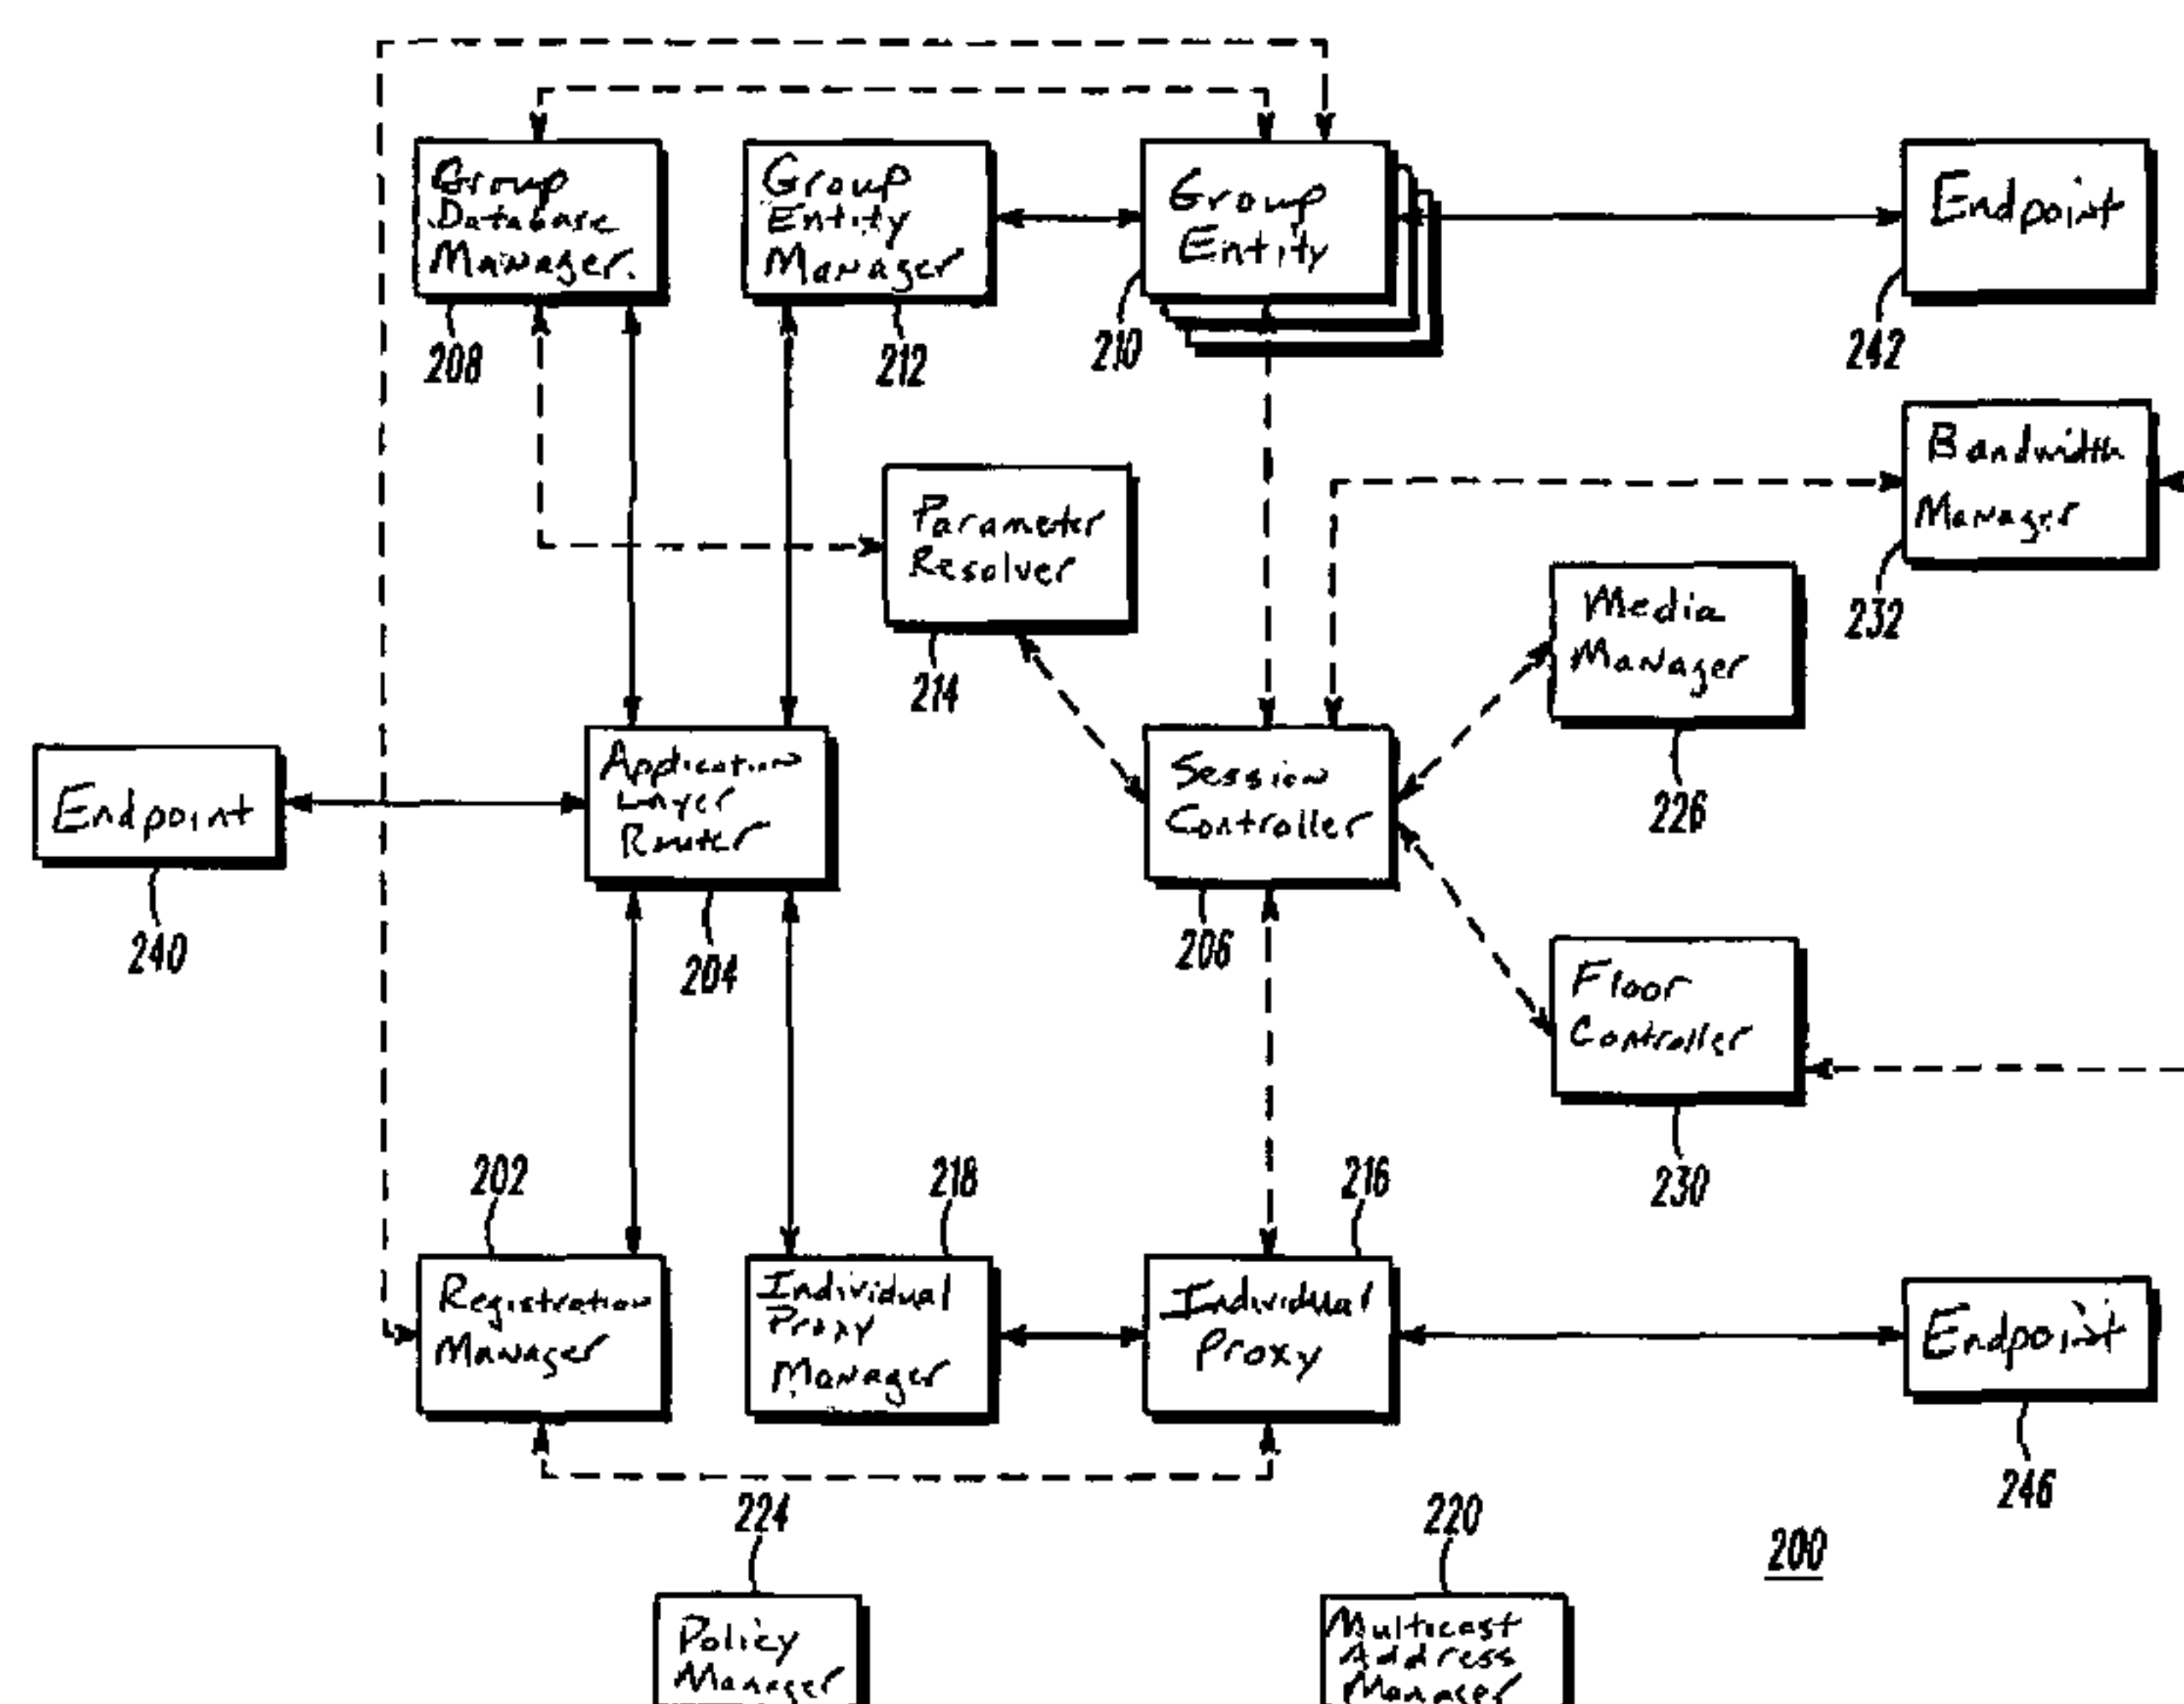 Group
Database
Manager
Group
Entity
Manager
Group
Entity
Endpoint
208
212
210
242
Bandwidth
Manager
232
Parameter
Resolver
214
Media
Manager
226
Endpoint
240
Application
Layer
Router
204
Session
Controller
206
Floor
Controller
230
202
218
216
Registration
Manager
Individual
Proxy
Manager
Individual
Proxy
Endpoint
246
224
220
200
Policy
Manager
Multicast
Address
Manager